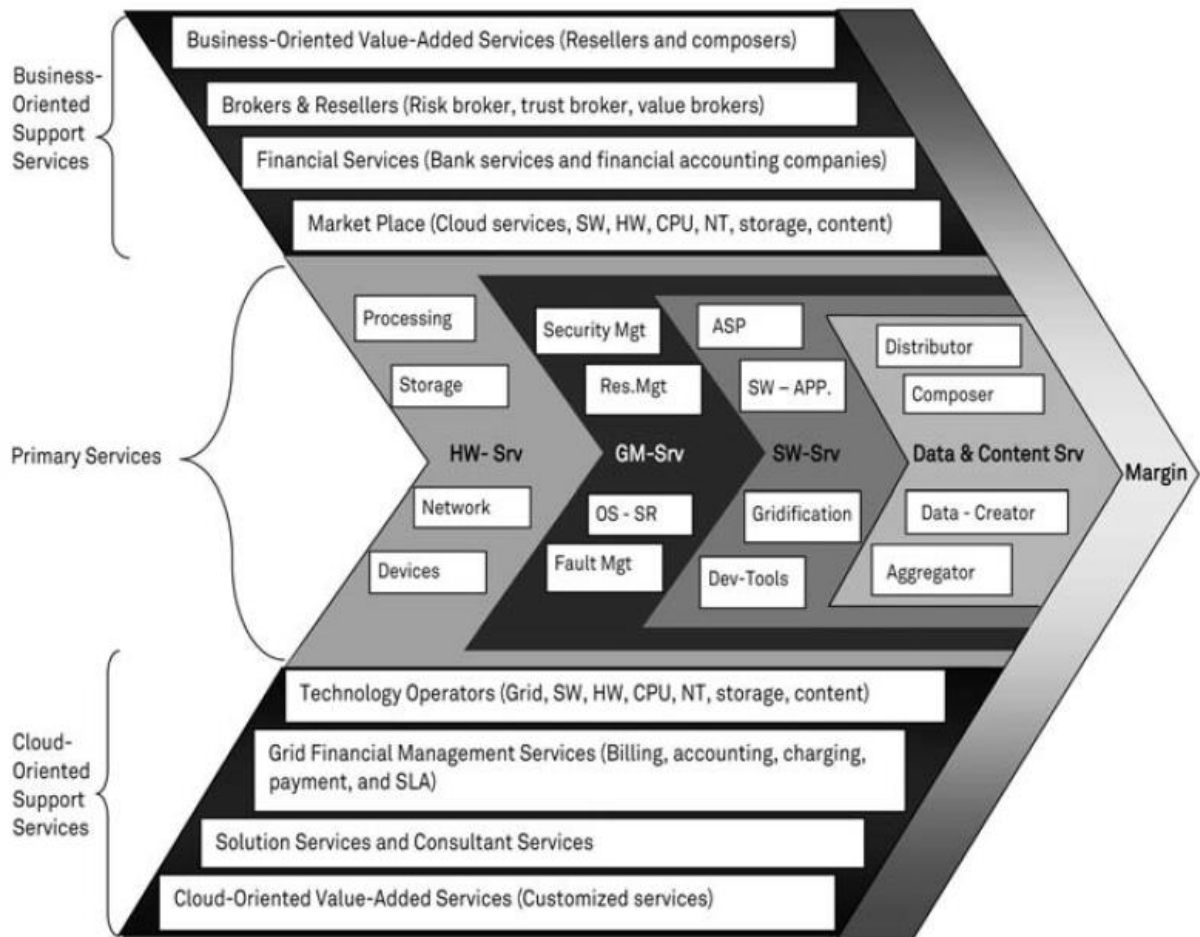 Business-Oriented Value-Added Services (Resellers and composers)
Brokers & Resellers (Risk broker, trust broker, value brokers)
Financial Services (Bank services and financial accounting companies)
Market Place (Cloud services, SW, HW, CPU, NT, storage, content)
Business-
Oriented
Support
Services
Processing
Storage
HW- Srv
Network
Devices
Security Mgt
Res.Mgt
GM-Srv
OS - SR
Fault Mgt
ASP
SW – APP.
SW-Srv
Gridification
Dev-Tools
Distributor
Composer
Data & Content Srv
Data - Creator
Aggregator
Margin
Primary Services
Technology Operators (Grid, SW, HW, CPU, NT, storage, content)
Grid Financial Management Services (Billing, accounting, charging,
payment, and SLA)
Solution Services and Consultant Services
Cloud-Oriented Value-Added Services (Customized services)
Cloud-
Oriented
Support
Services